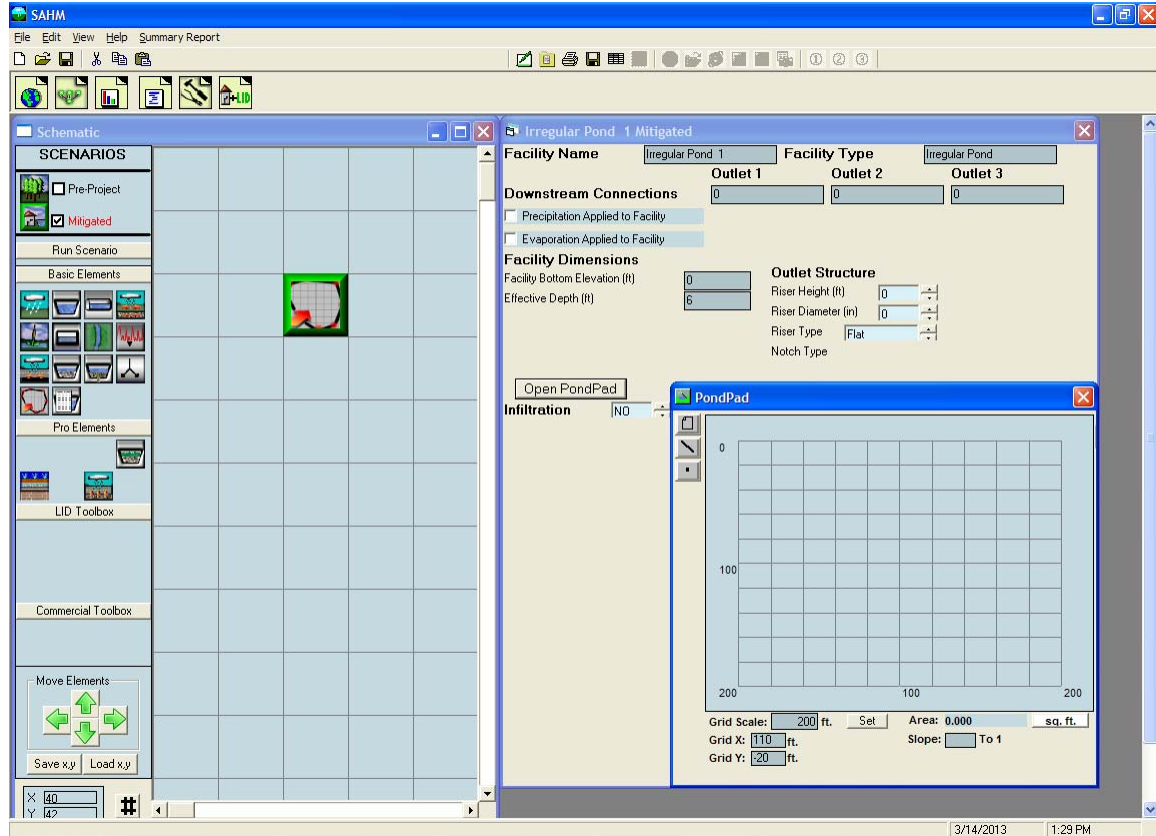 SAHM
File Edit View Help Summary Report
Schematic
SCENARIOS
Pre-Project
Mitigated
Run Scenario
Basic Elements
Pro Elements
LID Toolbox
Commercial Toolbox
Move Elements
Save x,y Load x,y
X 40
Y 42
#
+LID
Irregular Pond 1 Mitigated
Facility Name Irregular Pond 1 Facility Type Irregular Pond
Outlet 1 Outlet 2 Outlet 3
Downstream Connections 0 0 0
Precipitation Applied to Facility
Evaporation Applied to Facility
Facility Dimensions
Facility Bottom Elevation (ft) 0
Effective Depth (ft) 6
Outlet Structure
Riser Height (ft) 0
Riser Diameter (in) 0
Riser Type Flat
Notch Type
Open PondPad
Infiltration NO
PondPad
0
100
200 100 200
Grid Scale: 200 ft. Set Area: 0.000 sq. ft.
Grid X: 110 ft. Slope: To 1
Grid Y: -20 ft.
3/14/2013 1:29 PM